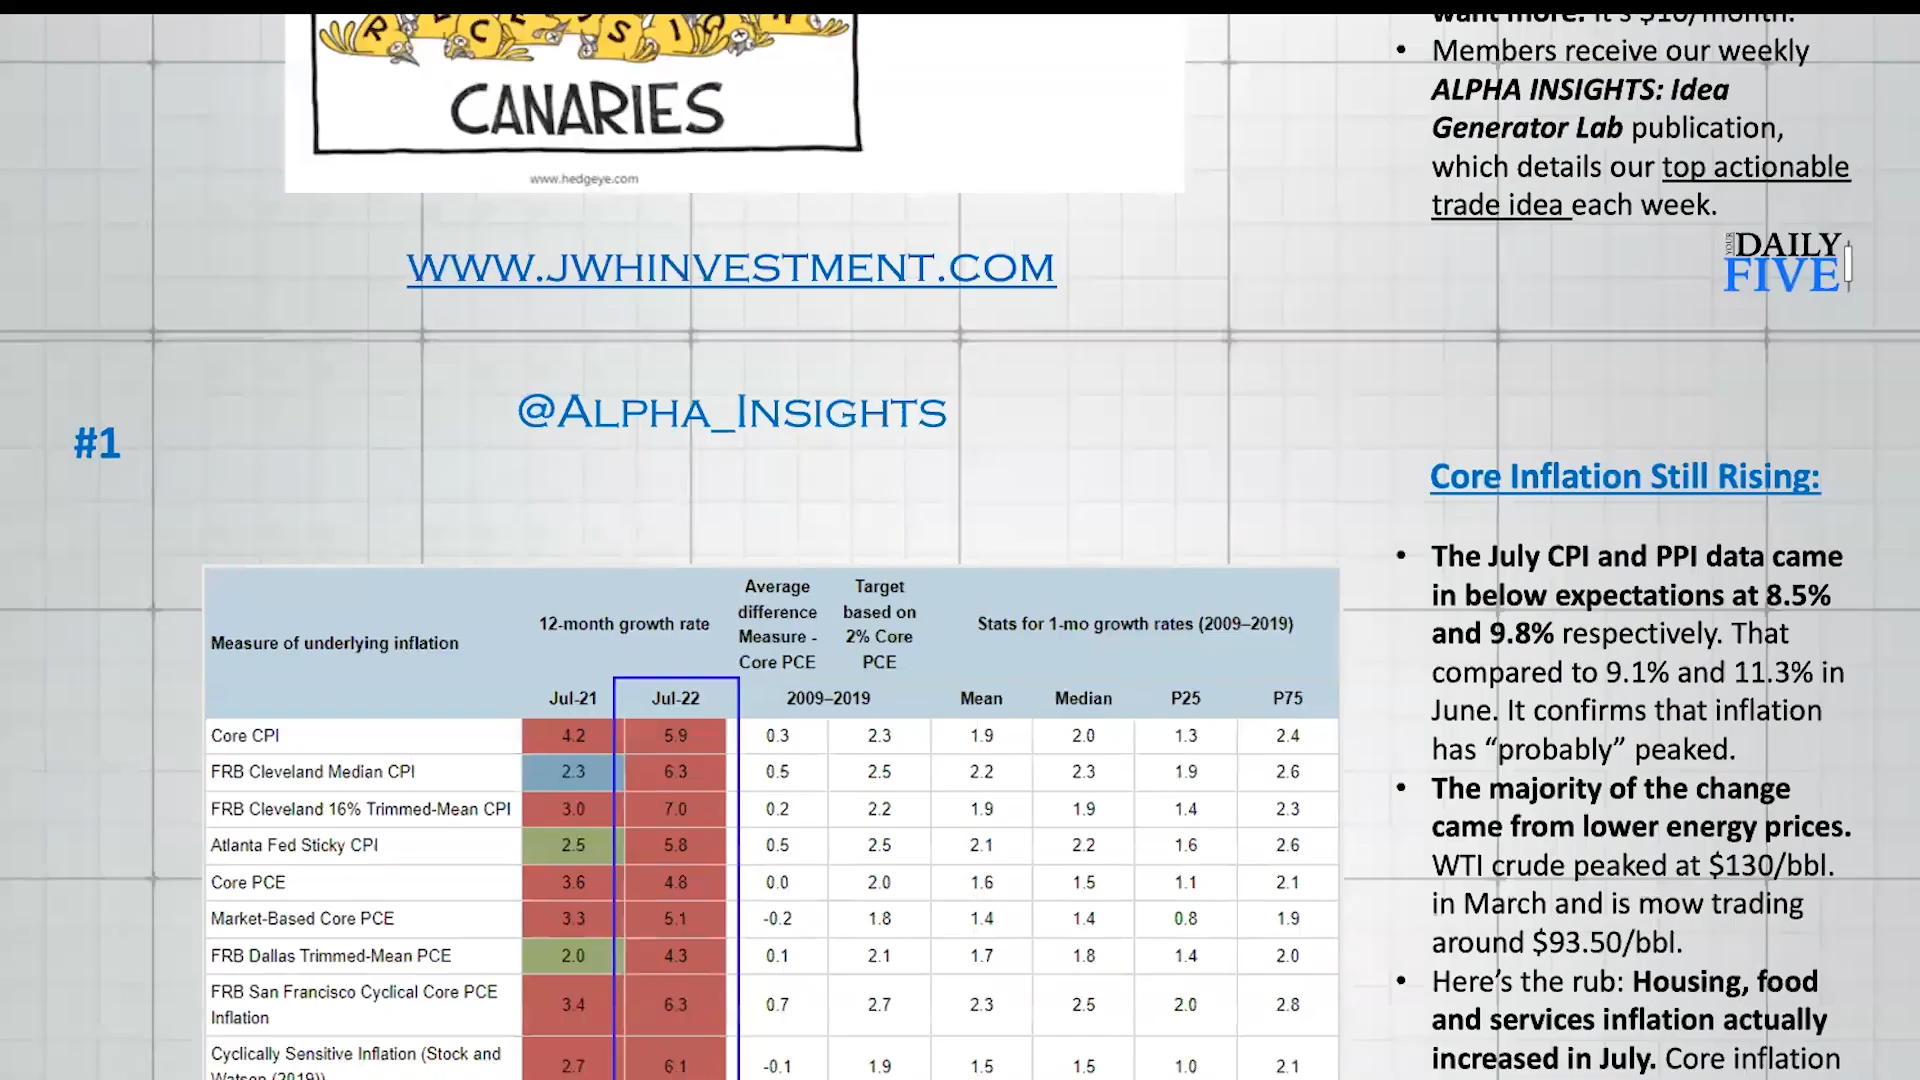 R E C E S S I O N
CANARIES
www.hedgeye.com
WWW.JWHINVESTMENT.COM
@ALPHA_INSIGHTS
want more. It's $10/month.
• Members receive our weekly
ALPHA INSIGHTS: Idea
Generator Lab publication,
which details our top actionable
trade idea each week.
YOUR
DAILY
FIVE
#1
Measure of underlying inflation
12-month growth rate
Average
difference
Measure -
Core PCE
Target
based on
2% Core
PCE
Stats for 1-mo growth rates (2009–2019)
Jul-21 Jul-22 2009–2019 Mean Median P25 P75
Core CPI 4.2 5.9 0.3 2.3 1.9 2.0 1.3 2.4
FRB Cleveland Median CPI 2.3 6.3 0.5 2.5 2.2 2.3 1.9 2.6
FRB Cleveland 16% Trimmed-Mean CPI 3.0 7.0 0.2 2.2 1.9 1.9 1.4 2.3
Atlanta Fed Sticky CPI 2.5 5.8 0.5 2.5 2.1 2.2 1.6 2.6
Core PCE 3.6 4.8 0.0 2.0 1.6 1.5 1.1 2.1
Market-Based Core PCE 3.3 5.1 -0.2 1.8 1.4 1.4 0.8 1.9
FRB Dallas Trimmed-Mean PCE 2.0 4.3 0.1 2.1 1.7 1.8 1.4 2.0
FRB San Francisco Cyclical Core PCE
Inflation 3.4 6.3 0.7 2.7 2.3 2.5 2.0 2.8
Cyclically Sensitive Inflation (Stock and
Watson (2019)) 2.7 6.1 -0.1 1.9 1.5 1.5 1.0 2.1
Core Inflation Still Rising:
• The July CPI and PPI data came
in below expectations at 8.5%
and 9.8% respectively. That
compared to 9.1% and 11.3% in
June. It confirms that inflation
has “probably” peaked.
• The majority of the change
came from lower energy prices.
WTI crude peaked at $130/bbl.
in March and is mow trading
around $93.50/bbl.
• Here’s the rub: Housing, food
and services inflation actually
increased in July. Core inflation